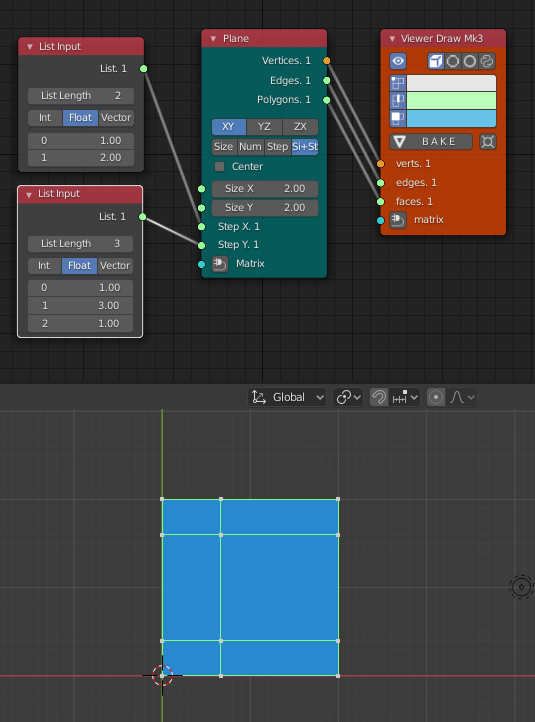 List Input
List. 1
List Length 2
Int Float Vector
0 1.00
1 2.00
List Input
List. 1
List Length 3
Int Float Vector
0 1.00
1 3.00
2 1.00
Plane
Vertices. 1
Edges. 1
Polygons. 1
XY YZ ZX
Size Num Step Si+St
Center
Size X 2.00
Size Y 2.00
Step X. 1
Step Y. 1
Matrix
Viewer Draw Mk3
BAKE
verts. 1
edges. 1
faces. 1
matrix
Global